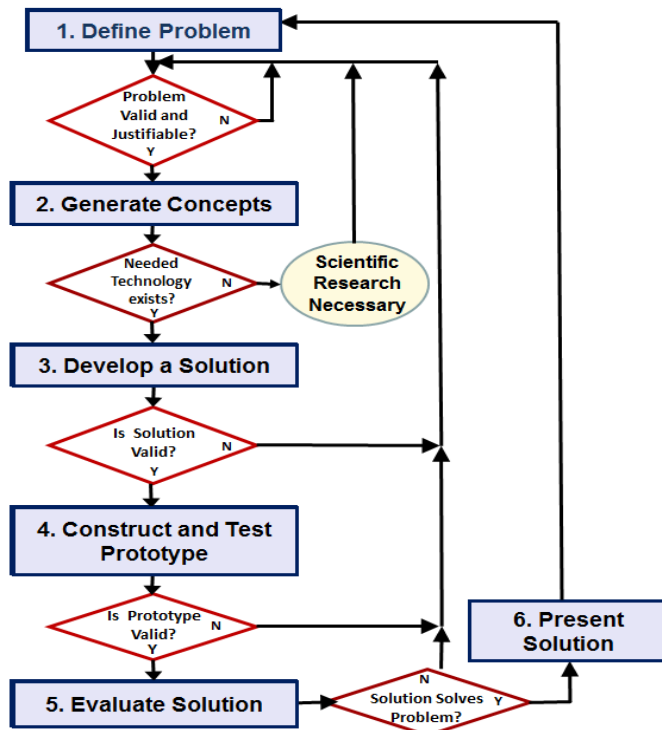 1. Define Problem
Problem
Valid and
Justifiable?
N
Y
2. Generate Concepts
Needed
Technology
exists?
N
Y
Scientific
Research
Necessary
3. Develop a Solution
Is Solution
Valid?
N
Y
4. Construct and Test
Prototype
Is Prototype
Valid?
N
Y
5. Evaluate Solution
N
Solution Solves
Problem?
Y
6. Present
Solution